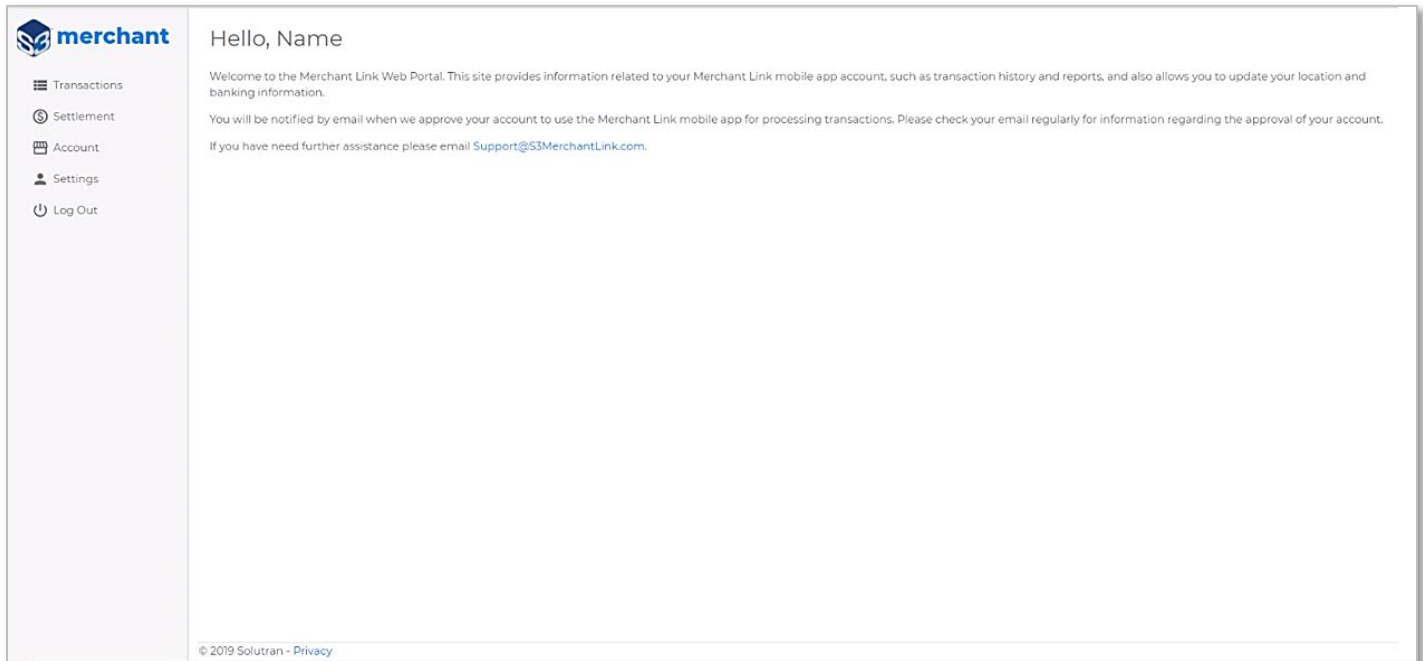 S3 merchant
Transactions
Settlement
Account
Settings
Log Out
Hello, Name
Welcome to the Merchant Link Web Portal. This site provides information related to your Merchant Link mobile app account, such as transaction history and reports, and also allows you to update your location and
banking information.
You will be notified by email when we approve your account to use the Merchant Link mobile app for processing transactions. Please check your email regularly for information regarding the approval of your account.
If you have need further assistance please email Support@S3MerchantLink.com.
© 2019 Solutran - Privacy